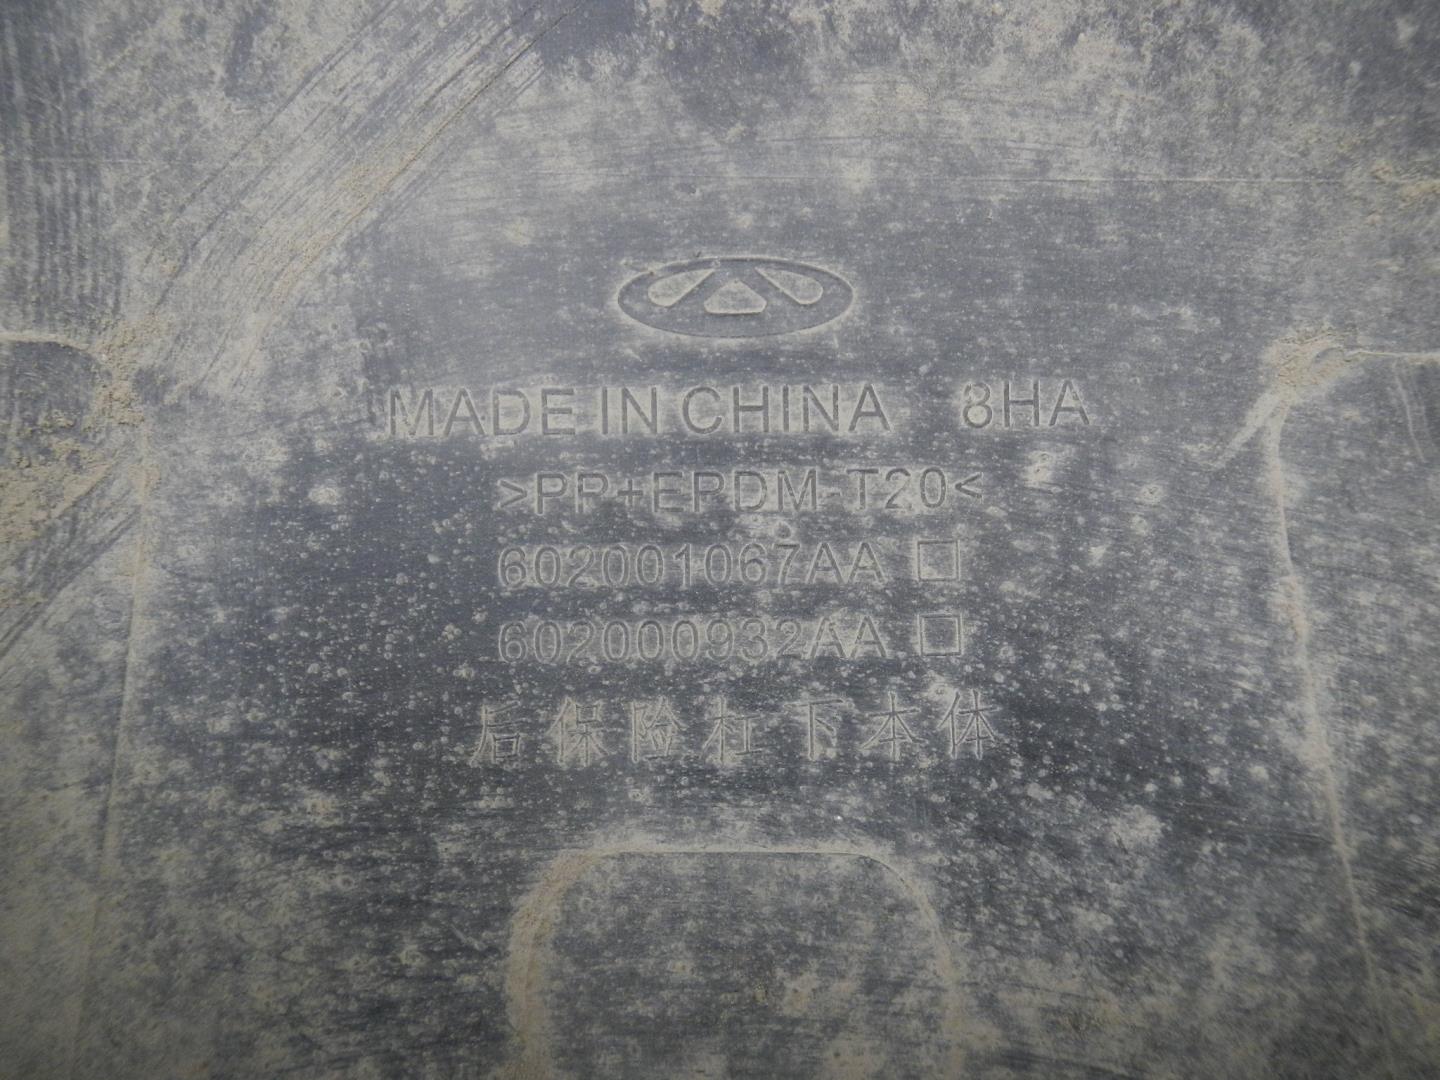 MADE IN CHINA 8HA
>PP+EPDM-T20<
602001067AA □
602000932AA □
后保险杠下本体